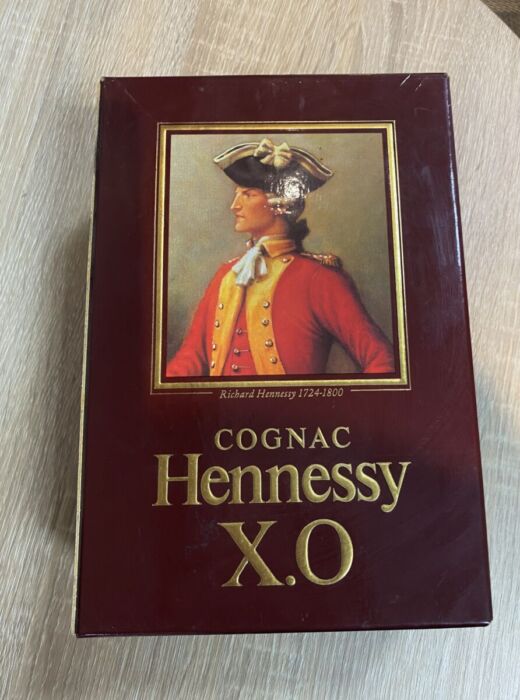 Richard Hennessy 1724-1800
COGNAC
Hennessy
X.O